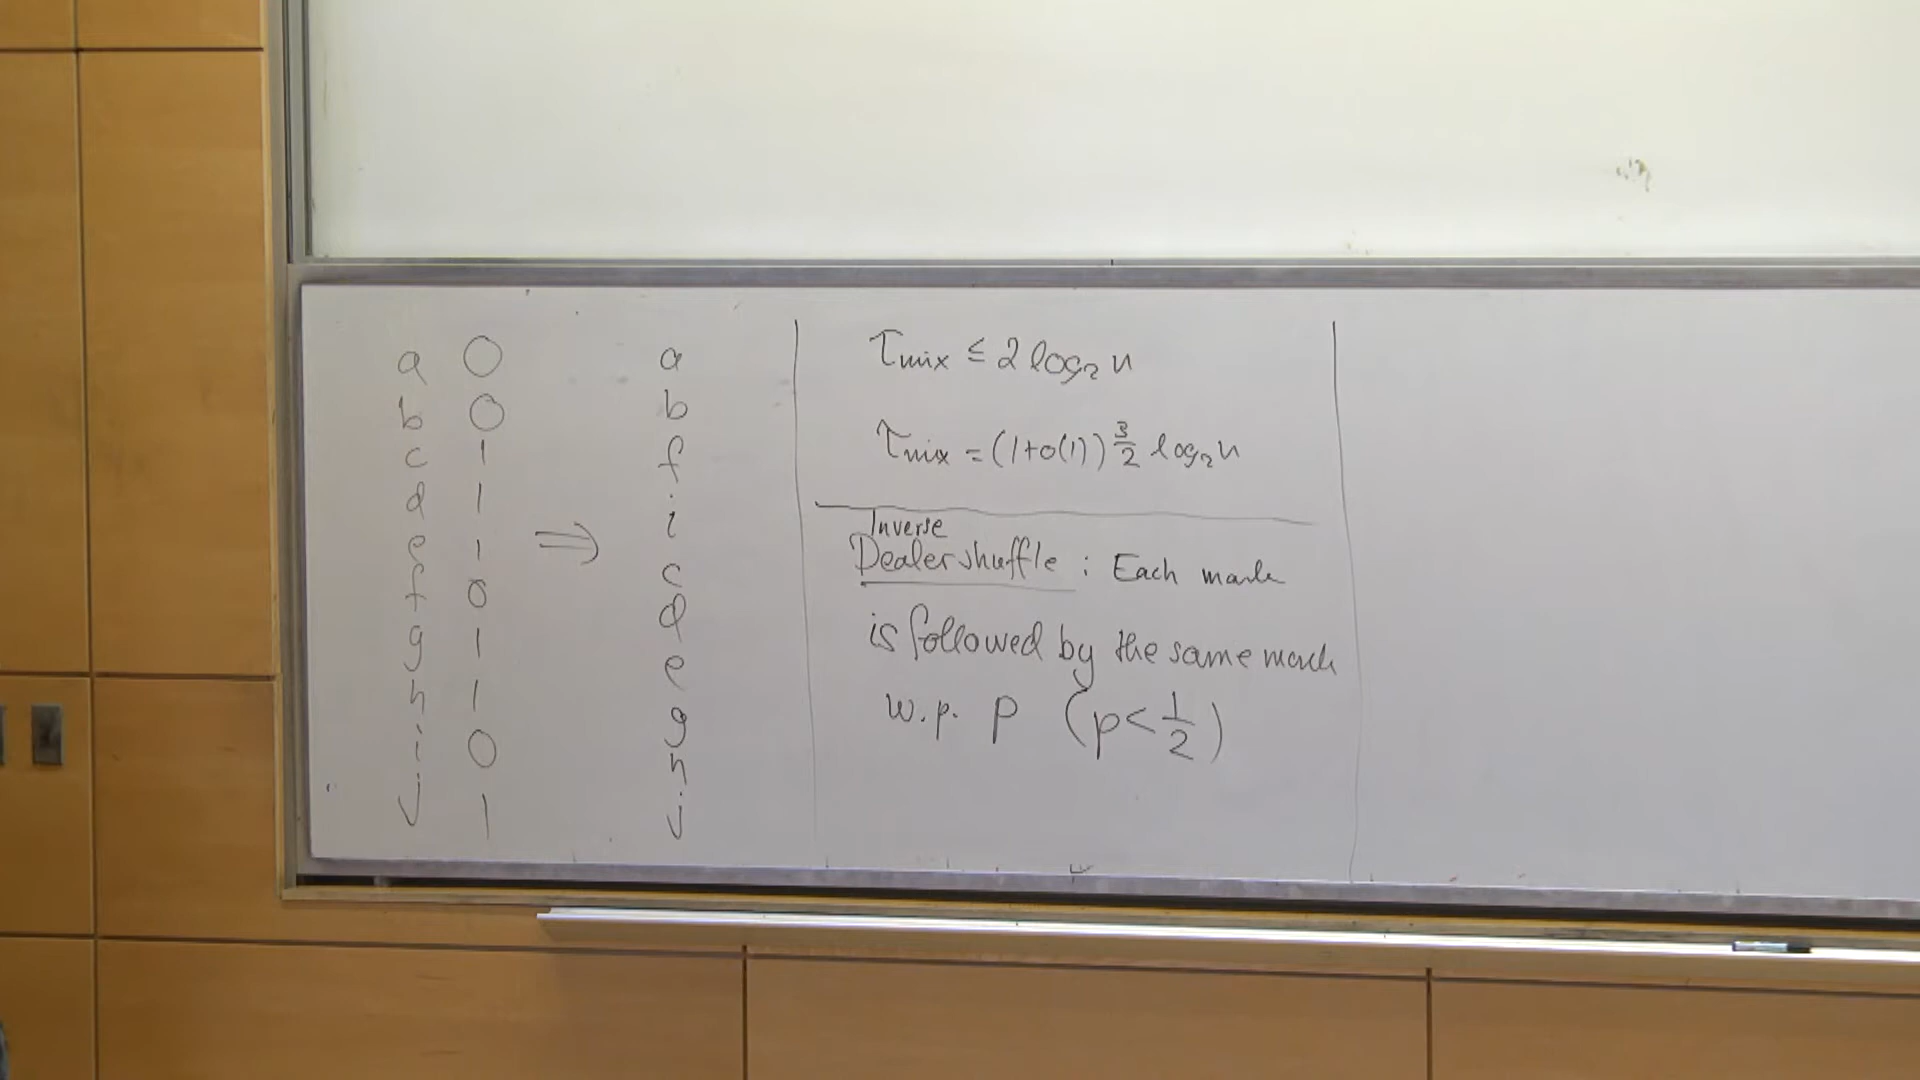 a 0 a
b 0 b
c 1 f
d 1 i
e 1 c
f 0 d
g 1 e
h 1 g
i 0 h
j 1 j
τmix ≤ 2 log₂ n
τmix = (1+o(1)) 3/2 log₂ n
Inverse
Dealer shuffle : Each mark
is followed by the same mark
w.p. p (p < 1/2)